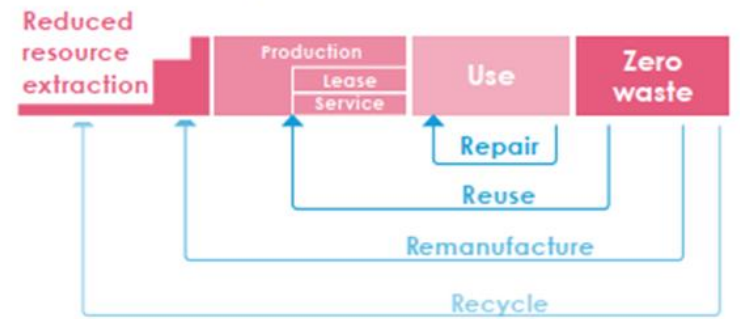 Reduced
resource
extraction
Production
Lease
Service
Use
Zero
waste
Repair
Reuse
Remanufacture
Recycle